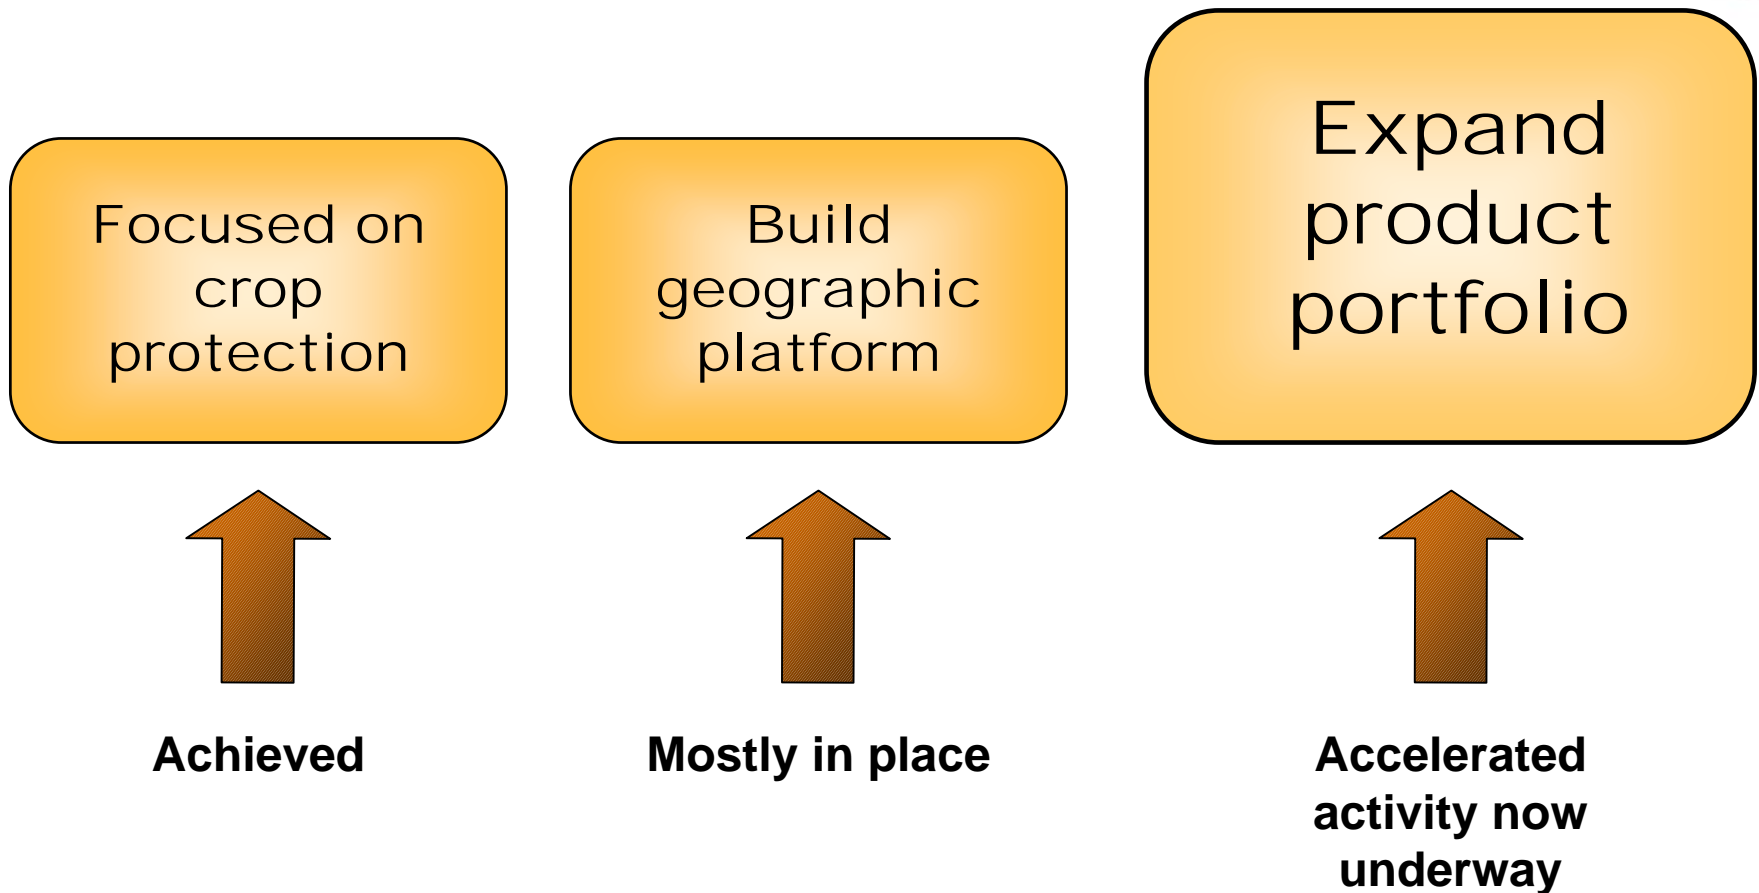 Focused on
crop
protection
Build
geographic
platform
Expand
product
portfolio
Achieved
Mostly in place
Accelerated
activity now
underway